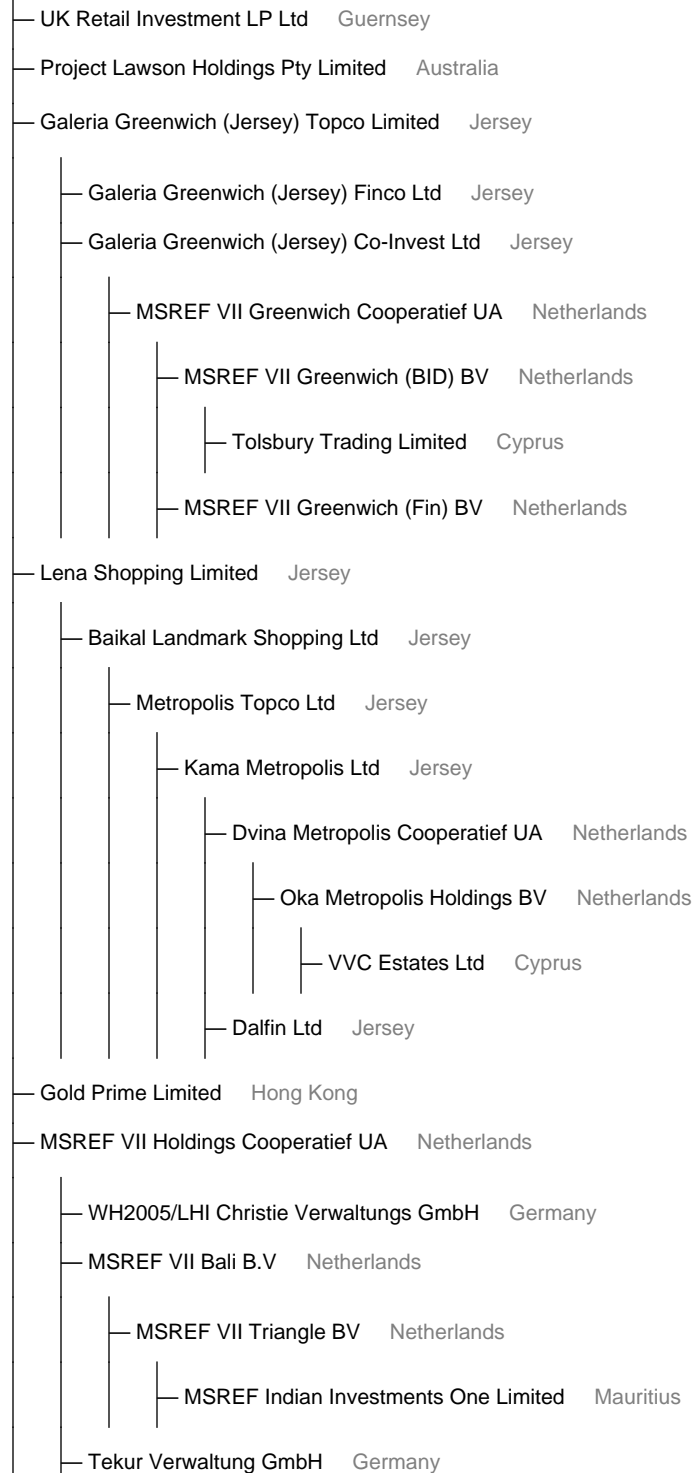 UK Retail Investment LP Ltd Guernsey
Project Lawson Holdings Pty Limited Australia
Galeria Greenwich (Jersey) Topco Limited Jersey
Galeria Greenwich (Jersey) Finco Ltd Jersey
Galeria Greenwich (Jersey) Co-Invest Ltd Jersey
MSREF VII Greenwich Cooperatief UA Netherlands
MSREF VII Greenwich (BID) BV Netherlands
Tolsbury Trading Limited Cyprus
MSREF VII Greenwich (Fin) BV Netherlands
Lena Shopping Limited Jersey
Baikal Landmark Shopping Ltd Jersey
Metropolis Topco Ltd Jersey
Kama Metropolis Ltd Jersey
Dvina Metropolis Cooperatief UA Netherlands
Oka Metropolis Holdings BV Netherlands
VVC Estates Ltd Cyprus
Dalfin Ltd Jersey
Gold Prime Limited Hong Kong
MSREF VII Holdings Cooperatief UA Netherlands
WH2005/LHI Christie Verwaltungs GmbH Germany
MSREF VII Bali B.V Netherlands
MSREF VII Triangle BV Netherlands
MSREF Indian Investments One Limited Mauritius
Tekur Verwaltung GmbH Germany